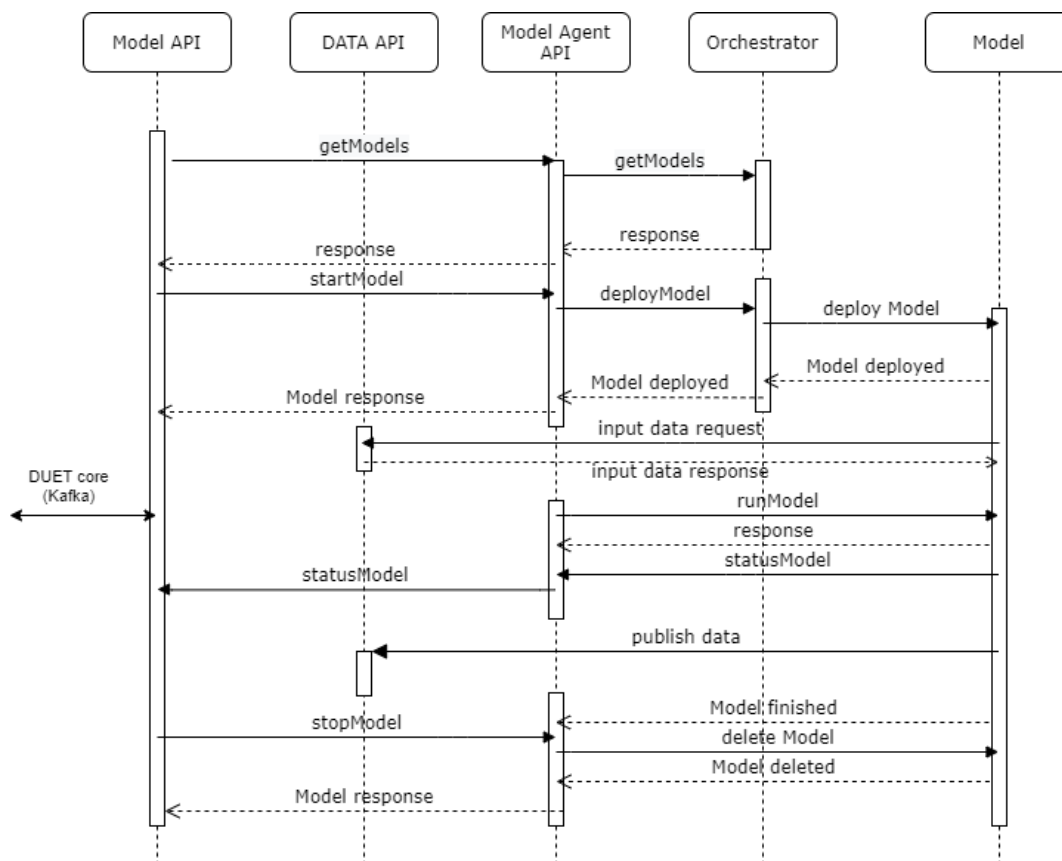 Model API
DATA API
Model Agent
API
Orchestrator
Model
getModels
getModels
response
response
startModel
deployModel
deploy Model
Model deployed
Model deployed
Model response
input data request
input data response
DUET core
(Kafka)
runModel
response
statusModel
statusModel
publish data
Model finished
stopModel
delete Model
Model deleted
Model response